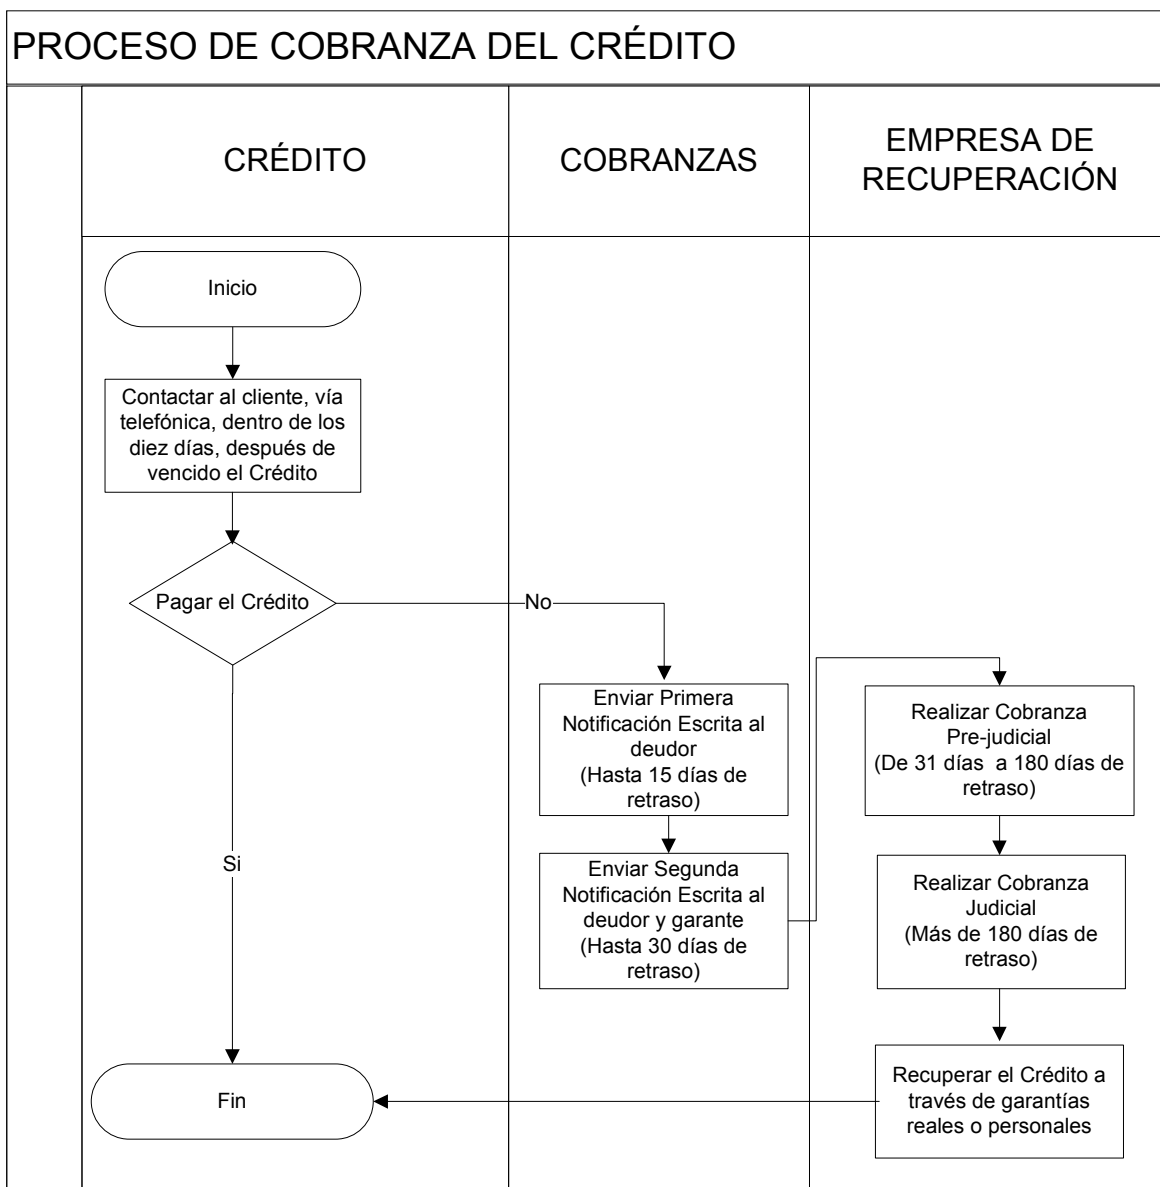 PROCESO DE COBRANZA DEL CRÉDITO
CRÉDITO
COBRANZAS
EMPRESA DE
RECUPERACIÓN
Inicio
Contactar al cliente, vía
telefónica, dentro de los
diez días, después de
vencido el Crédito
Pagar el Crédito
No
Si
Enviar Primera
Notificación Escrita al
deudor
(Hasta 15 días de
retraso)
Enviar Segunda
Notificación Escrita al
deudor y garante
(Hasta 30 días de
retraso)
Realizar Cobranza
Pre-judicial
(De 31 días  a 180 días de
retraso)
Realizar Cobranza
Judicial
(Más de 180 días de
retraso)
Recuperar el Crédito a
través de garantías
reales o personales
Fin